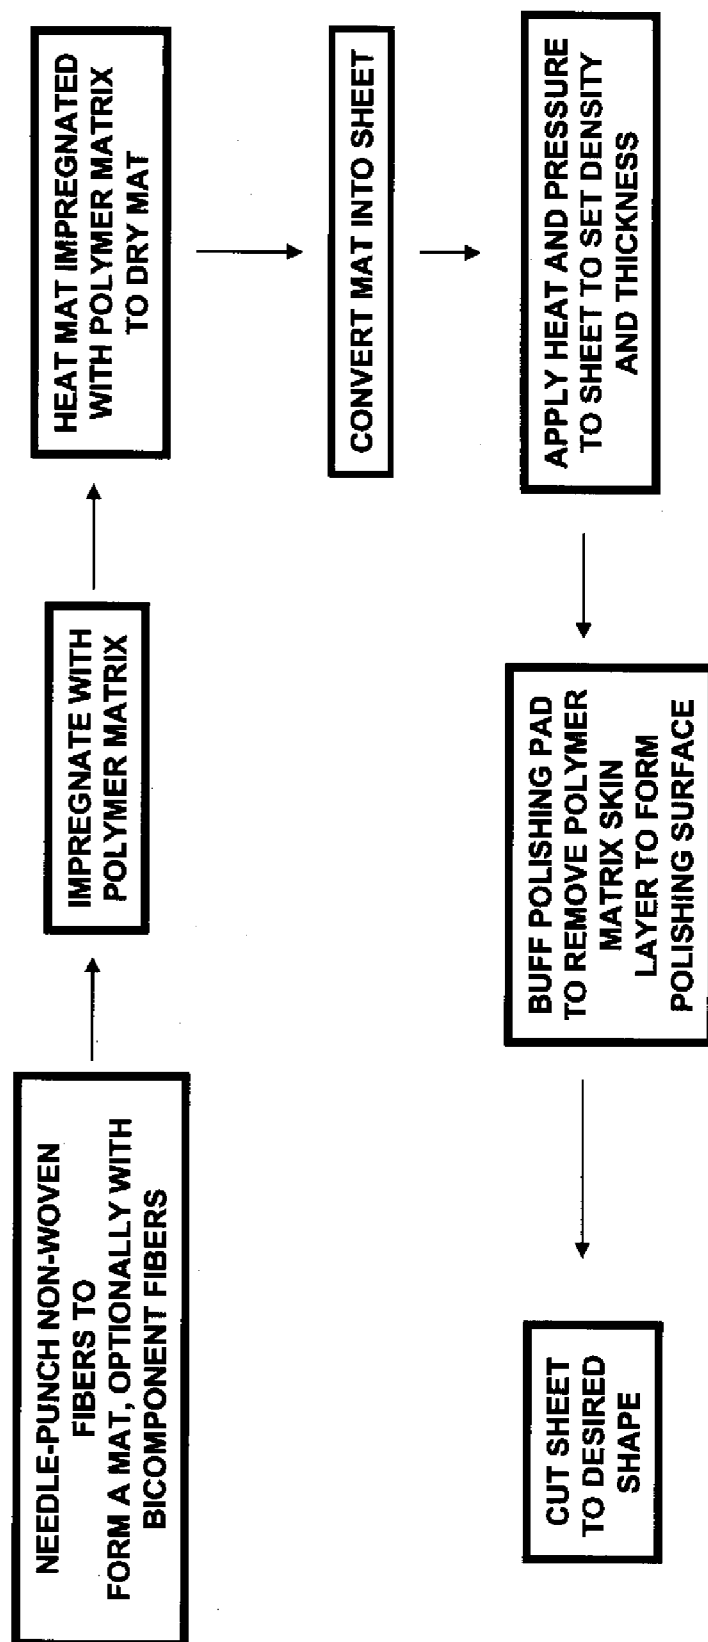 NEEDLE-PUNCH NON-WOVEN
FIBERS TO
FORM A MAT, OPTIONALLY WITH
BICOMPONENT FIBERS
IMPREGNATE WITH
POLYMER MATRIX
HEAT MAT IMPREGNATED
WITH POLYMER MATRIX
TO DRY MAT
CONVERT MAT INTO SHEET
APPLY HEAT AND PRESSURE
TO SHEET TO SET DENSITY
AND THICKNESS
BUFF POLISHING PAD
TO REMOVE POLYMER
MATRIX SKIN
LAYER TO FORM
POLISHING SURFACE
CUT SHEET
TO DESIRED
SHAPE